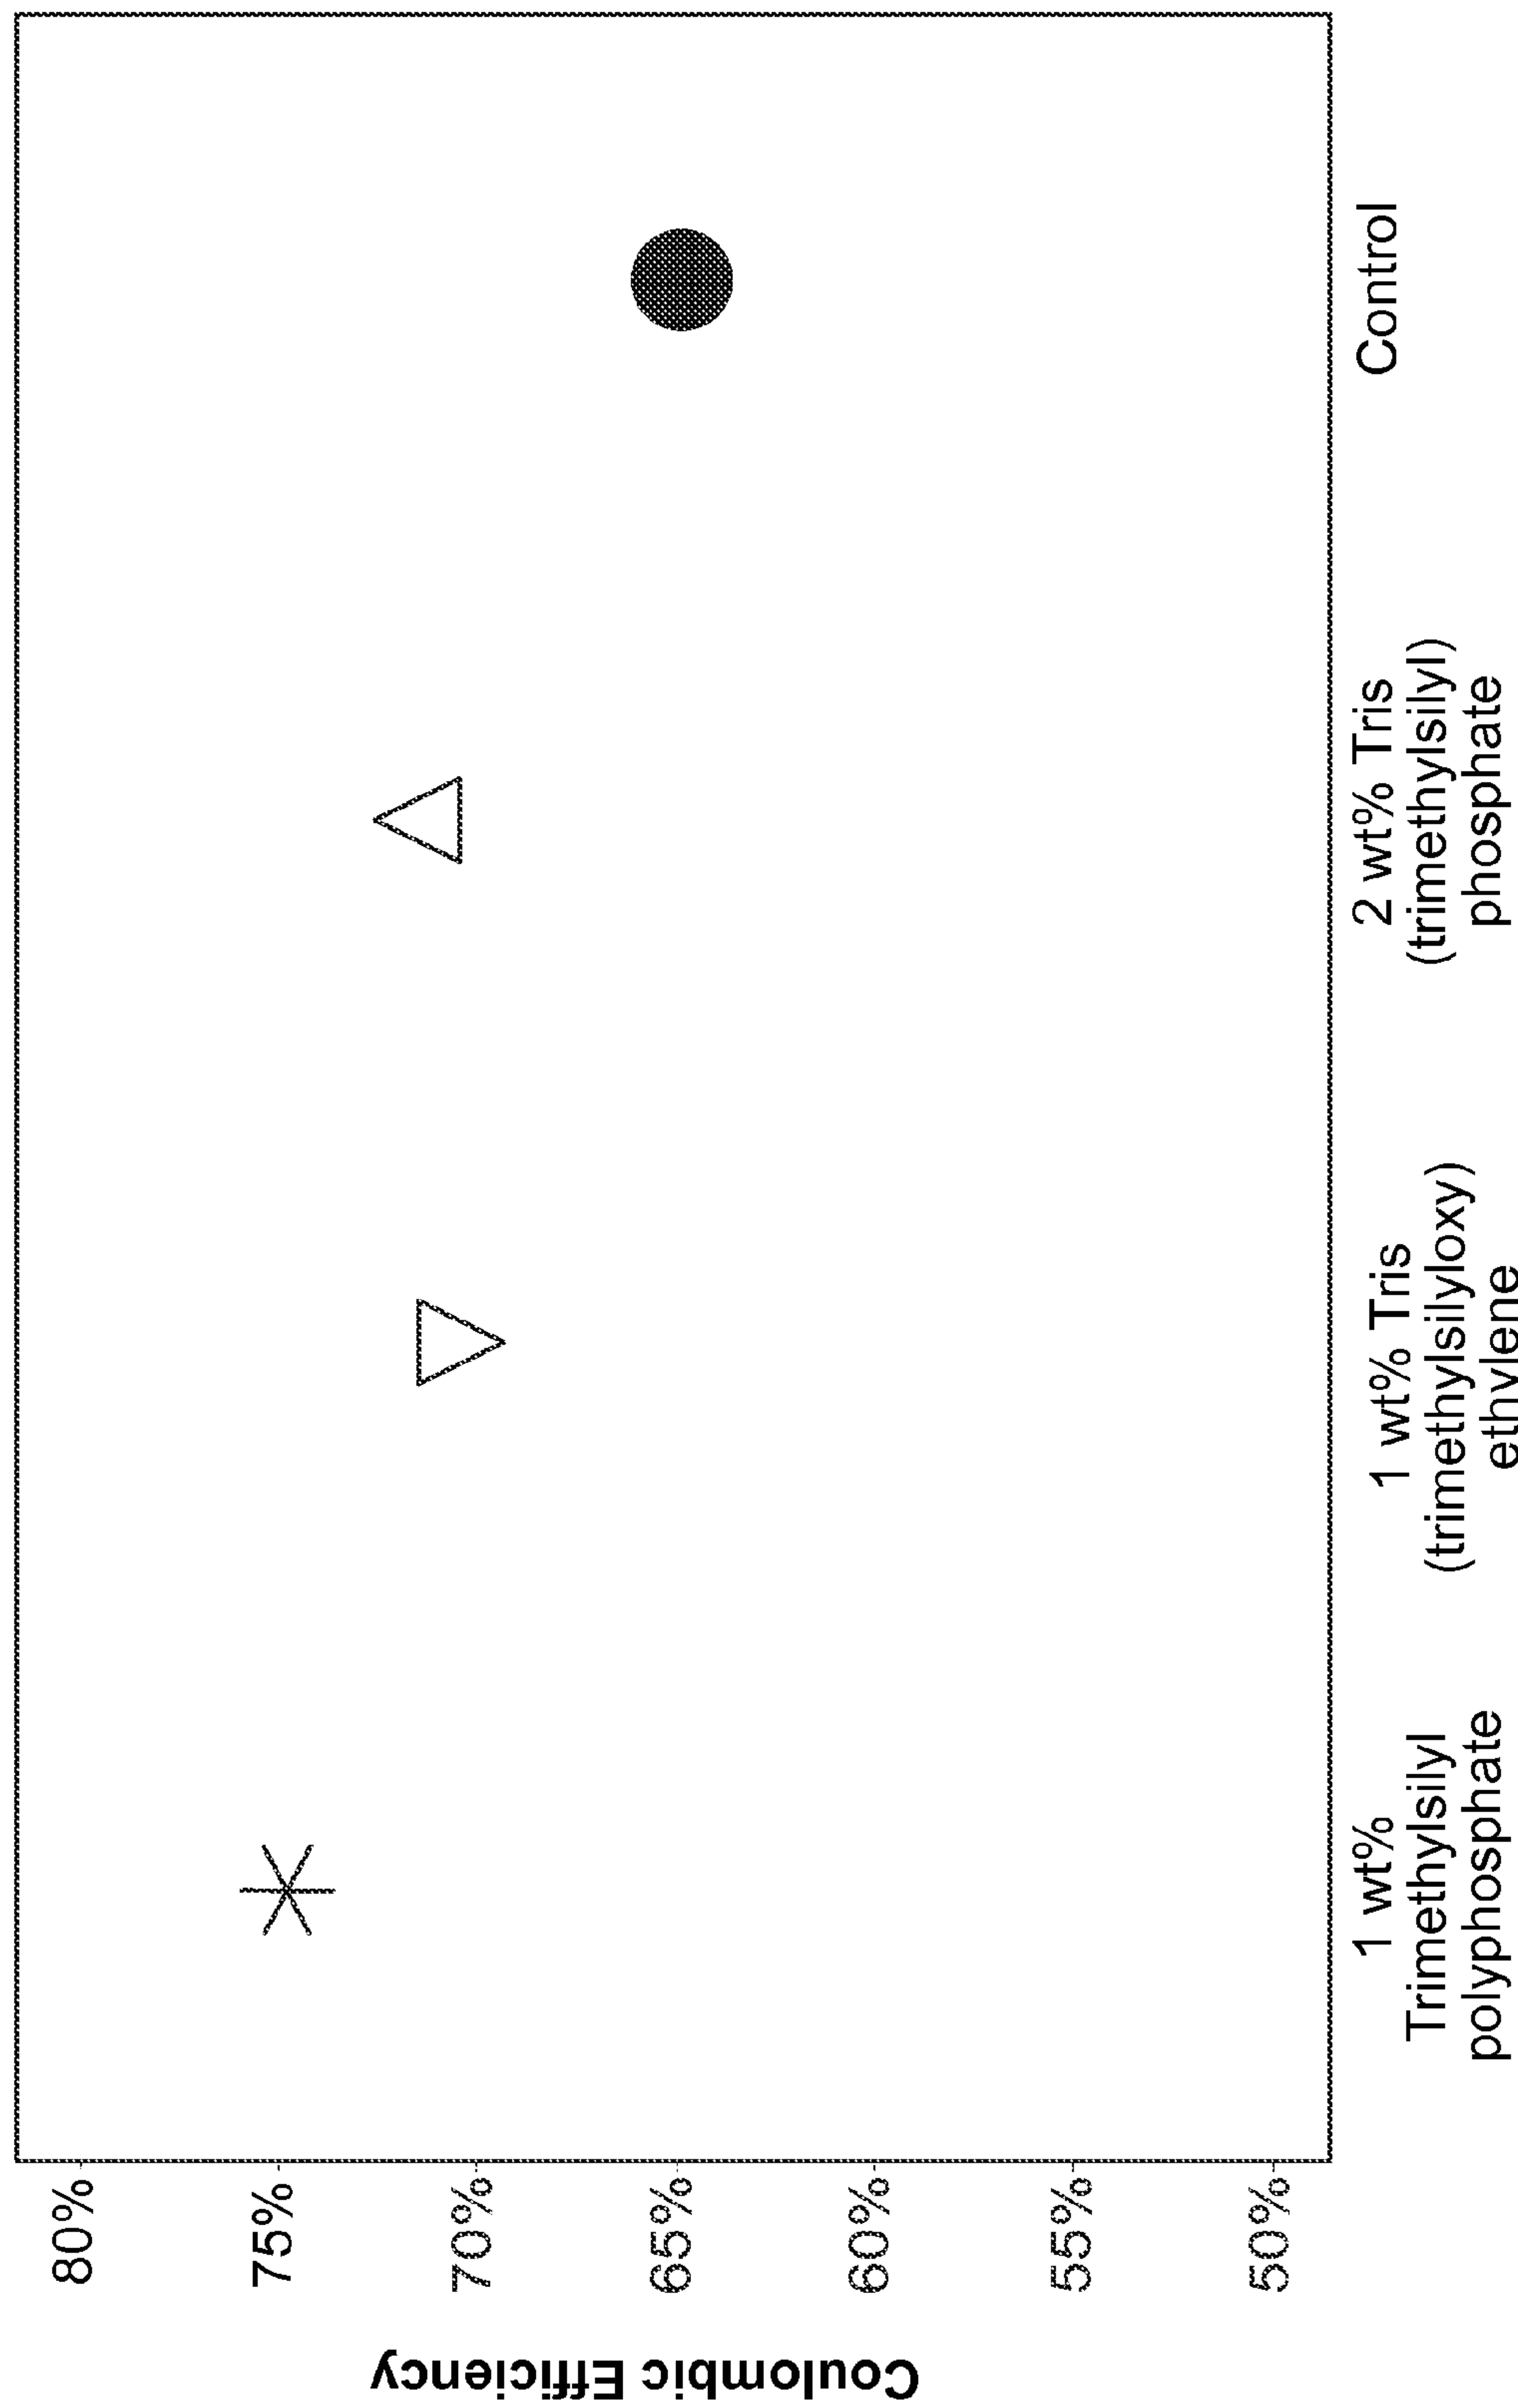 Coulombic Efficiency
80%
75%
70%
65%
60%
55%
50%
1 wt%
Trimethylsilyl
polyphosphate
1 wt% Tris
(trimethylsilyloxy)
ethylene
2 wt% Tris
(trimethylsilyl)
phosphate
Control